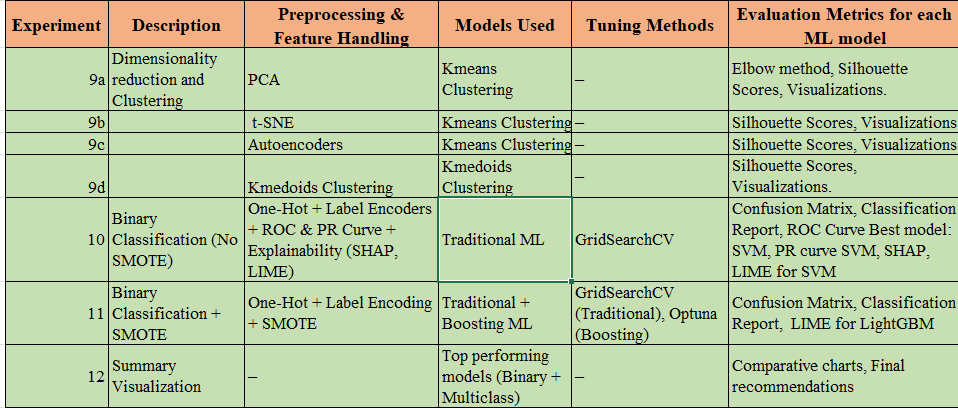 Experiment Description Preprocessing & Feature Handling Models Used Tuning Methods Evaluation Metrics for each ML model
9a Dimensionality reduction and Clustering PCA Kmeans Clustering – Elbow method, Silhouette Scores, Visualizations.
9b t-SNE Kmeans Clustering – Silhouette Scores, Visualizations
9c Autoencoders Kmeans Clustering – Silhouette Scores, Visualizations
9d Kmedoids Clustering Kmedoids Clustering – Silhouette Scores, Visualizations.
10 Binary Classification (No SMOTE) One-Hot + Label Encoders + ROC & PR Curve + Explainability (SHAP, LIME) Traditional ML GridSearchCV Confusion Matrix, Classification Report, ROC Curve Best model: SVM, PR curve SVM, SHAP, LIME for SVM
11 Binary Classification + SMOTE One-Hot + Label Encoding + SMOTE Traditional + Boosting ML GridSearchCV (Traditional), Optuna (Boosting) Confusion Matrix, Classification Report, LIME for LightGBM
12 Summary Visualization – Top performing models (Binary + Multiclass) – Comparative charts, Final recommendations